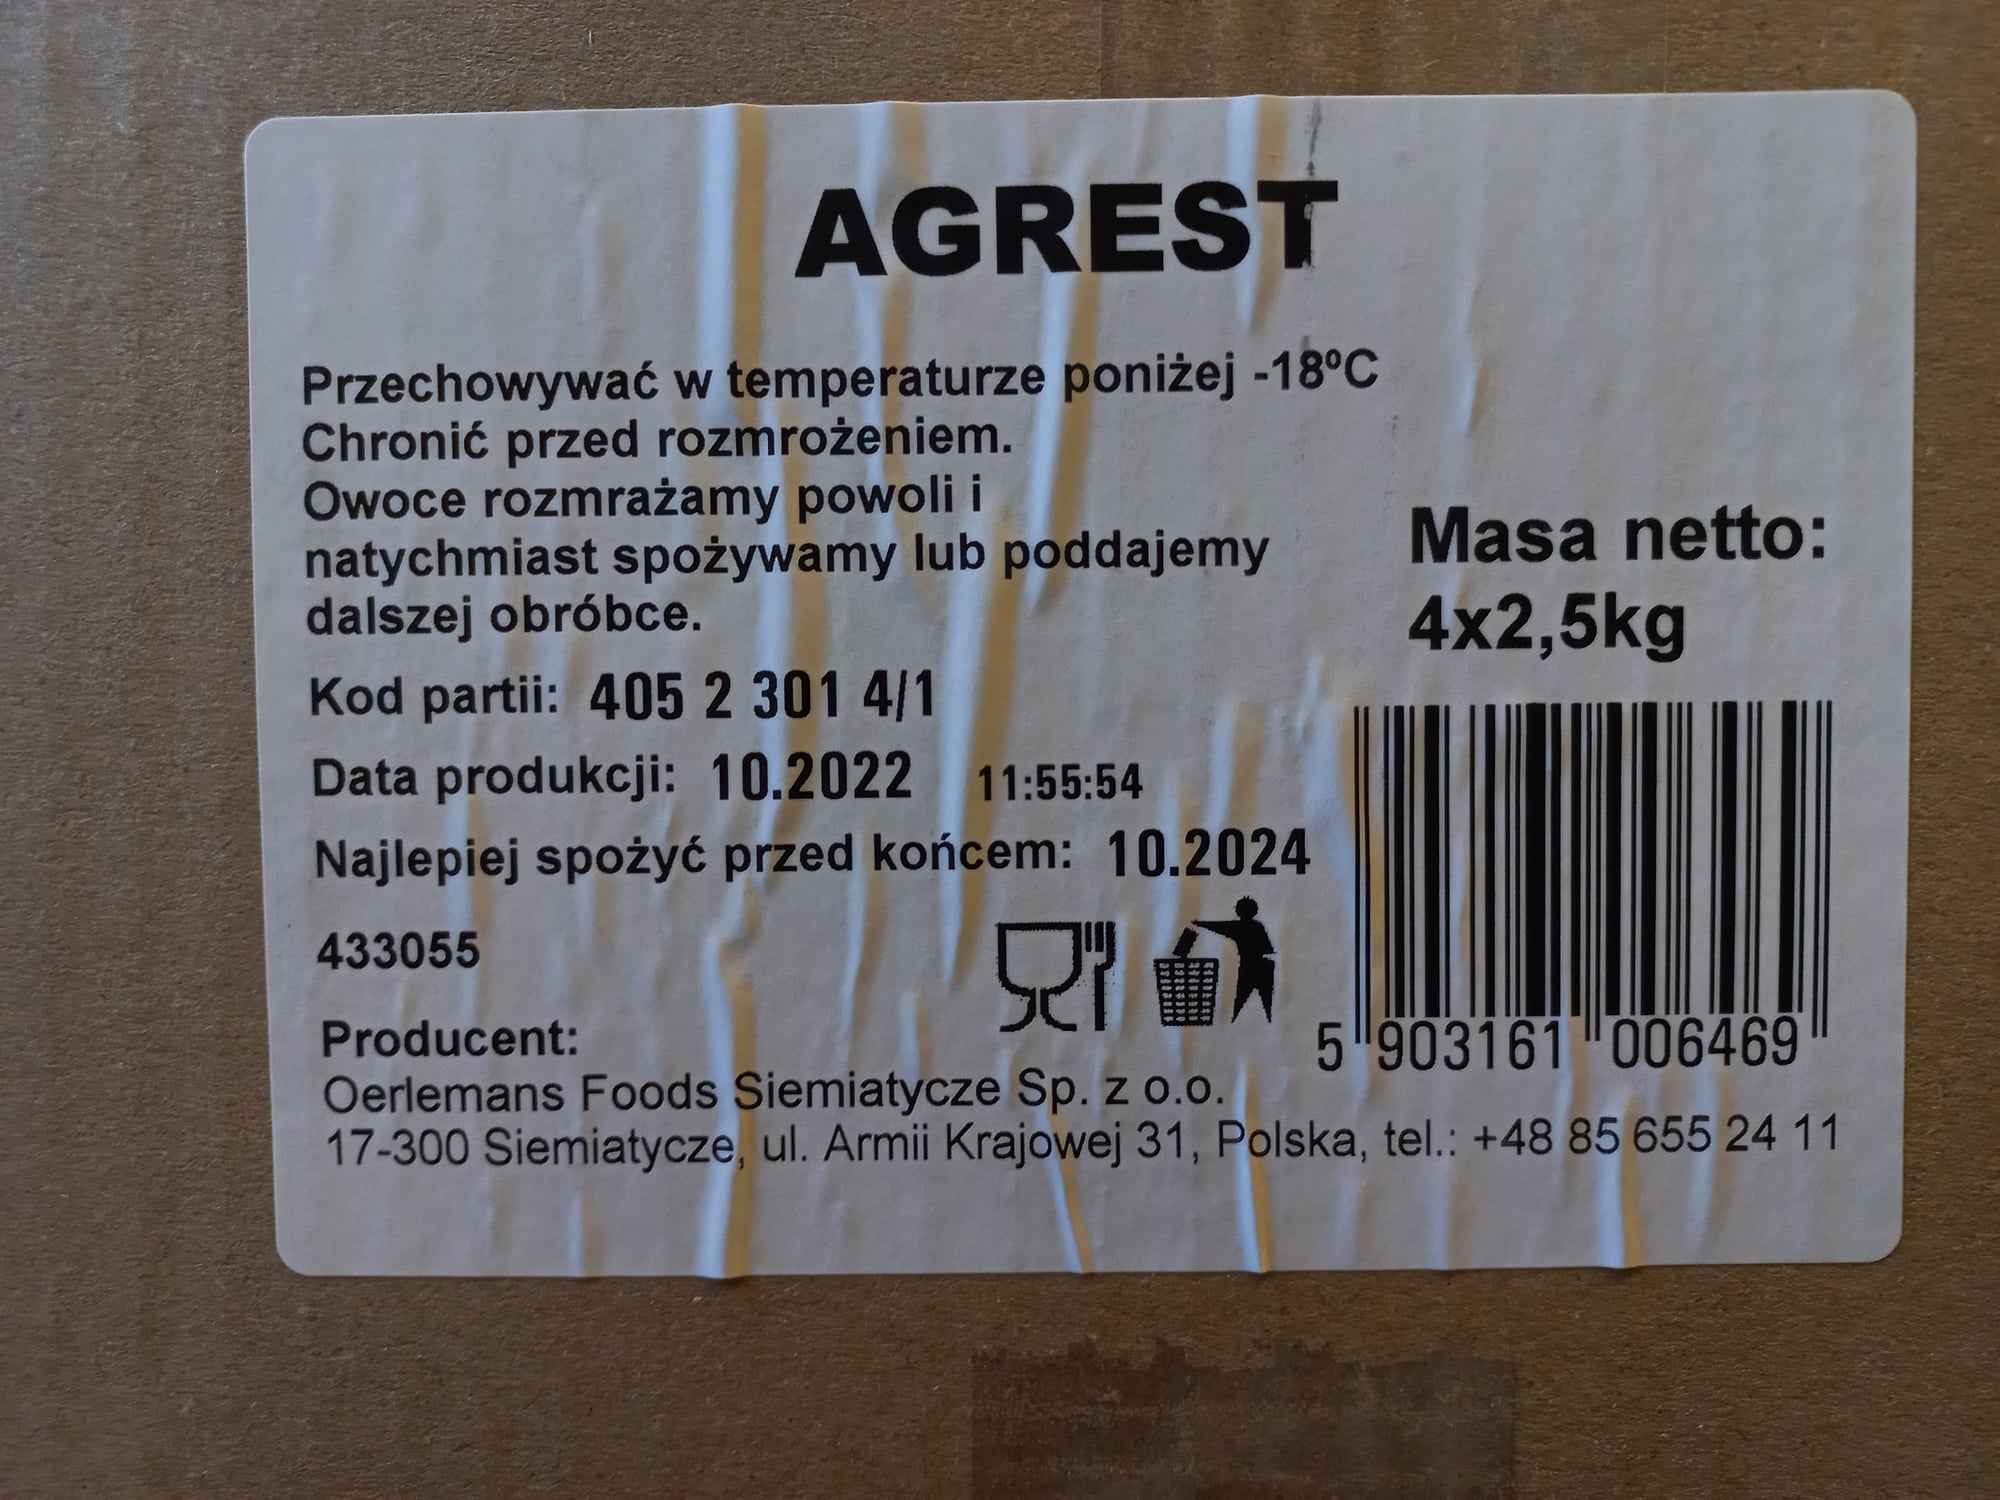 AGREST
Przechowywać w temperaturze poniżej -18ºC
Chronić przed rozmrożeniem.
Owoce rozmrażamy powoli i
natychmiast spożywamy lub poddajemy
dalszej obróbce.
Masa netto:
4x2,5kg
Kod partii: 405 2 301 4/1
Data produkcji: 10.2022 11:55:54
Najlepiej spożyć przed końcem: 10.2024
433055
5 903161 006469
Producent:
Oerlemans Foods Siemiatycze Sp. z o.o.
17-300 Siemiatycze, ul. Armii Krajowej 31, Polska, tel.: +48 85 655 24 11